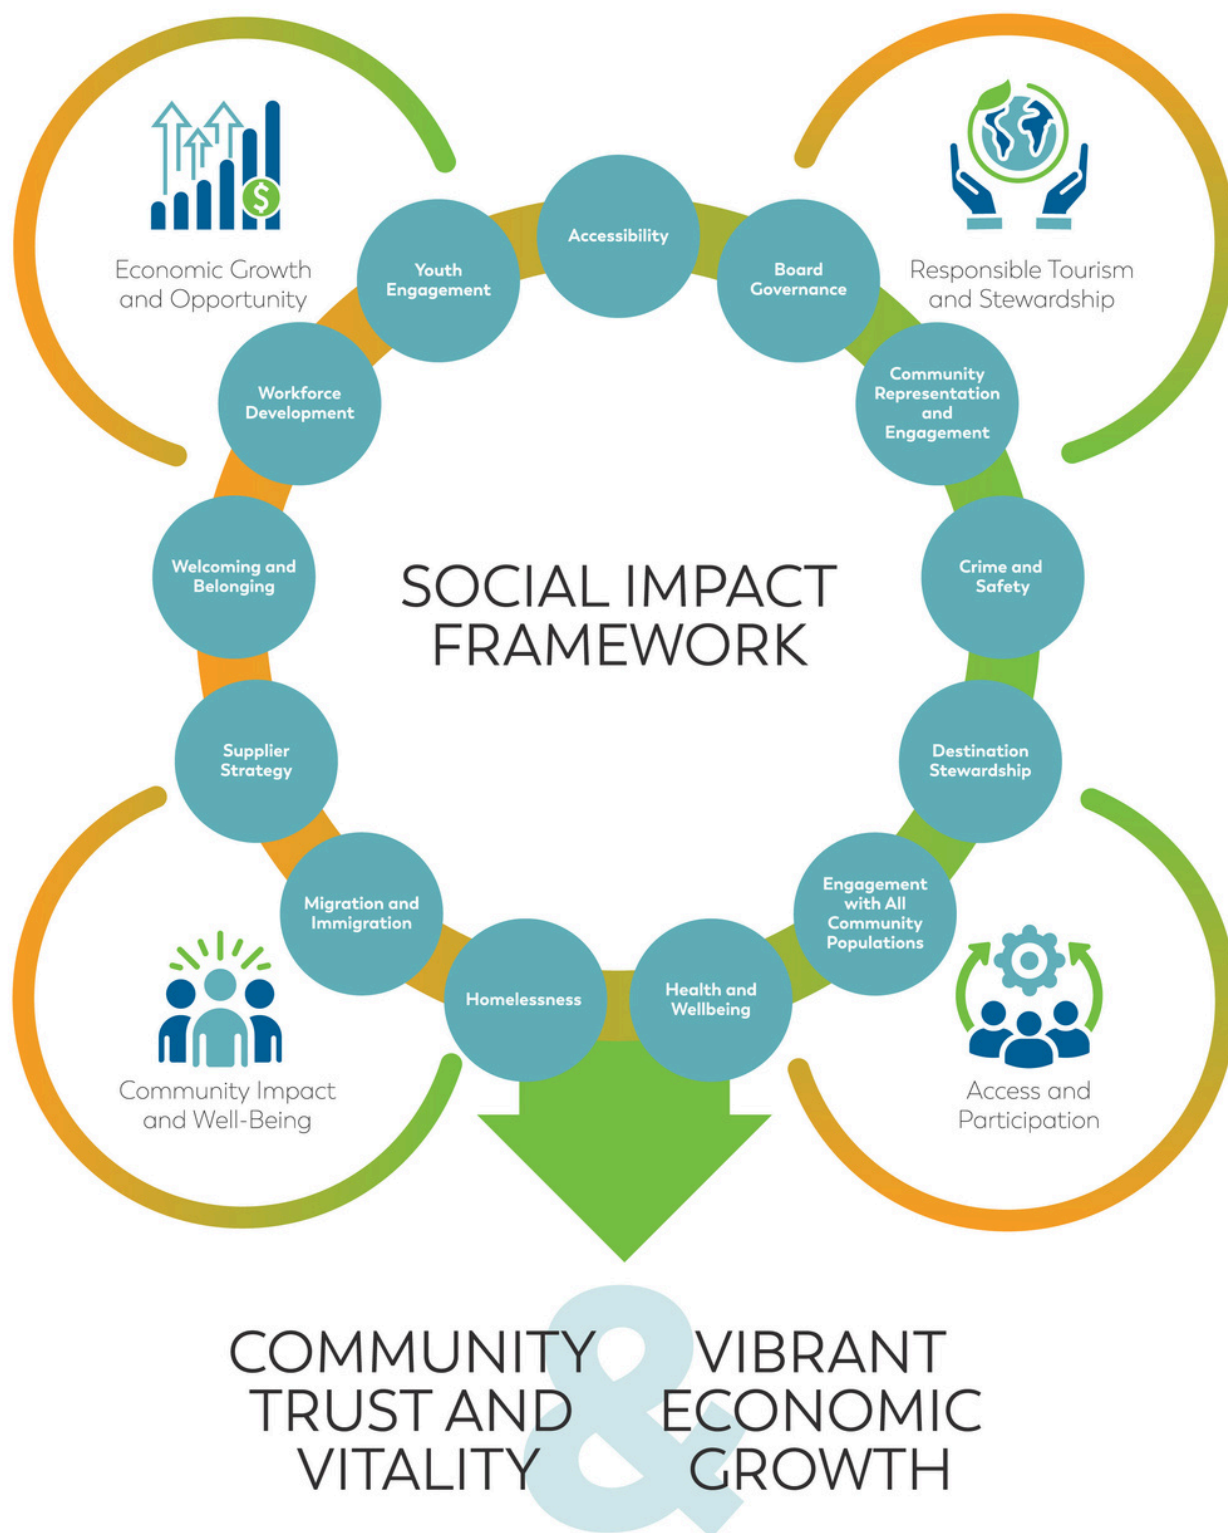 Economic Growth
and Opportunity
$
Responsible Tourism
and Stewardship
Accessibility
Board
Governance
Community
Representation
and
Engagement
Crime and
Safety
Destination
Stewardship
Engagement
with All
Community
Populations
Health and
Wellbeing
Homelessness
Migration and
Immigration
Supplier
Strategy
Welcoming and
Belonging
Workforce
Development
Youth
Engagement
SOCIAL IMPACT
FRAMEWORK
Community Impact
and Well-Being
Access and
Participation
COMMUNITY
TRUST AND
VITALITY
&
VIBRANT
ECONOMIC
GROWTH